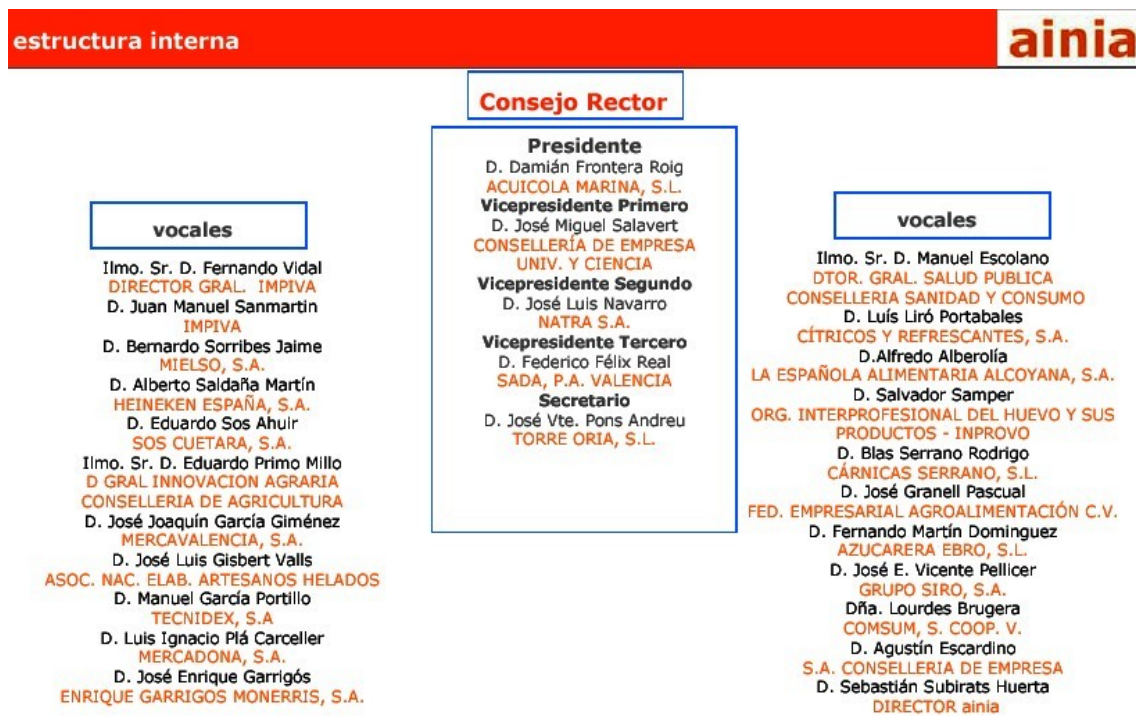 estructura interna
ainia
Consejo Rector
Presidente
D. Damián Frontera Roig
ACUICOLA MARINA, S.L.
Vicepresidente Primero
D. José Miguel Salavert
CONSELLERÍA DE EMPRESA
UNIV. Y CIENCIA
Vicepresidente Segundo
D. José Luis Navarro
NATRA S.A.
Vicepresidente Tercero
D. Federico Félix Real
SADA, P.A. VALENCIA
Secretario
D. José Vte. Pons Andreu
TORRE ORIA, S.L.
vocales
Ilmo. Sr. D. Fernando Vidal
DIRECTOR GRAL. IMPIVA
D. Juan Manuel Sanmartin
IMPIVA
D. Bernardo Sorribes Jaime
MIELSO, S.A.
D. Alberto Saldaña Martín
HEINEKEN ESPAÑA, S.A.
D. Eduardo Sos Ahuir
SOS CUETARA, S.A.
Ilmo. Sr. D. Eduardo Primo Millo
D GRAL INNOVACION AGRARIA
CONSELLERIA DE AGRICULTURA
D. José Joaquín García Giménez
MERCAVALENCIA, S.A.
D. José Luis Gisbert Valls
ASOC. NAC. ELAB. ARTESANOS HELADOS
D. Manuel García Portillo
TECNIDEX, S.A
D. Luis Ignacio Plá Carceller
MERCADONA, S.A.
D. José Enrique Garrigós
ENRIQUE GARRIGOS MONERRIS, S.A.
vocales
Ilmo. Sr. D. Manuel Escolano
DTOR. GRAL. SALUD PUBLICA
CONSELLERIA SANIDAD Y CONSUMO
D. Luís Liró Portabales
CÍTRICOS Y REFRESCANTES, S.A.
D.Alfredo Alberolía
LA ESPAÑOLA ALIMENTARIA ALCOYANA, S.A.
D. Salvador Samper
ORG. INTERPROFESIONAL DEL HUEVO Y SUS
PRODUCTOS - INPROVO
D. Blas Serrano Rodrigo
CÁRNICAS SERRANO, S.L.
D. José Granell Pascual
FED. EMPRESARIAL AGROALIMENTACIÓN C.V.
D. Fernando Martín Dominguez
AZUCARERA EBRO, S.L.
D. José E. Vicente Pellicer
GRUPO SIRO, S.A.
Dña. Lourdes Brugera
COMSUM, S. COOP. V.
D. Agustín Escardino
S.A. CONSELLERIA DE EMPRESA
D. Sebastián Subirats Huerta
DIRECTOR ainia